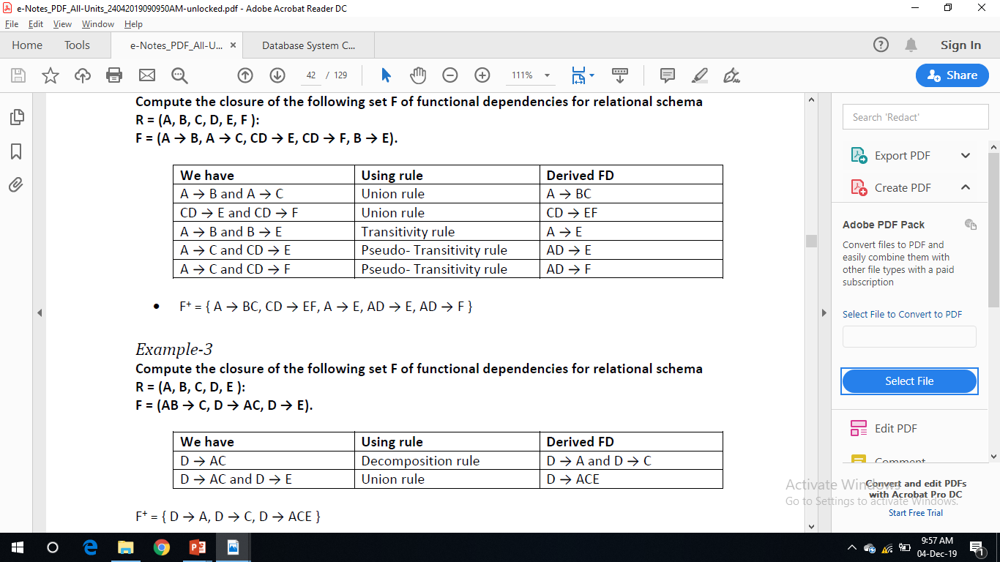 e-Notes_PDF_All-Units_24042019090950AM-unlocked.pdf - Adobe Acrobat Reader DC
File Edit View Window Help
Home Tools e-Notes_PDF_All-U... × Database System C... Sign In
42 / 129 111% Share
Compute the closure of the following set F of functional dependencies for relational schema
R = (A, B, C, D, E, F ):
F = (A → B, A → C, CD → E, CD → F, B → E).
We have Using rule Derived FD
A → B and A → C Union rule A → BC
CD → E and CD → F Union rule CD → EF
A → B and B → E Transitivity rule A → E
A → C and CD → E Pseudo- Transitivity rule AD → E
A → C and CD → F Pseudo- Transitivity rule AD → F
• F⁺ = { A → BC, CD → EF, A → E, AD → E, AD → F }
Example-3
Compute the closure of the following set F of functional dependencies for relational schema
R = (A, B, C, D, E ):
F = (AB → C, D → AC, D → E).
We have Using rule Derived FD
D → AC Decomposition rule D → A and D → C
D → AC and D → E Union rule D → ACE
F⁺ = { D → A, D → C, D → ACE }
Search 'Redact'
Export PDF
Create PDF
Adobe PDF Pack
Convert files to PDF and
easily combine them with
other file types with a paid
subscription
Select File to Convert to PDF
Select File
Edit PDF
Comment
Convert and edit PDFs
with Acrobat Pro DC
Start Free Trial
Activate Windows
Go to Settings to activate Windows.
9:57 AM
04-Dec-19
1